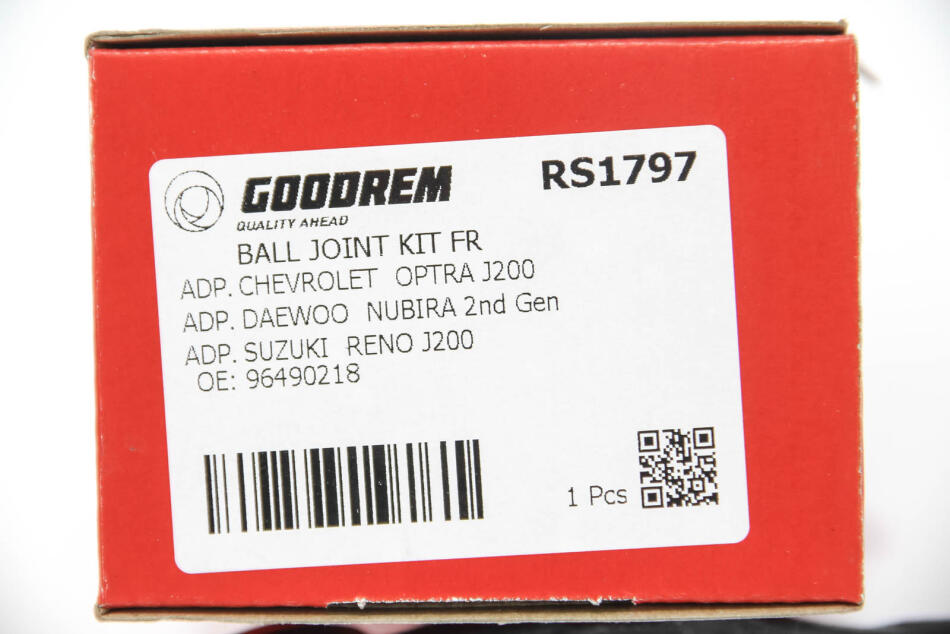 GOODREM
RS1797
QUALITY AHEAD
BALL JOINT KIT FR
ADP. CHEVROLET OPTRA J200
ADP. DAEWOO NUBIRA 2nd Gen
ADP. SUZUKI RENO J200
OE: 96490218
1 Pcs